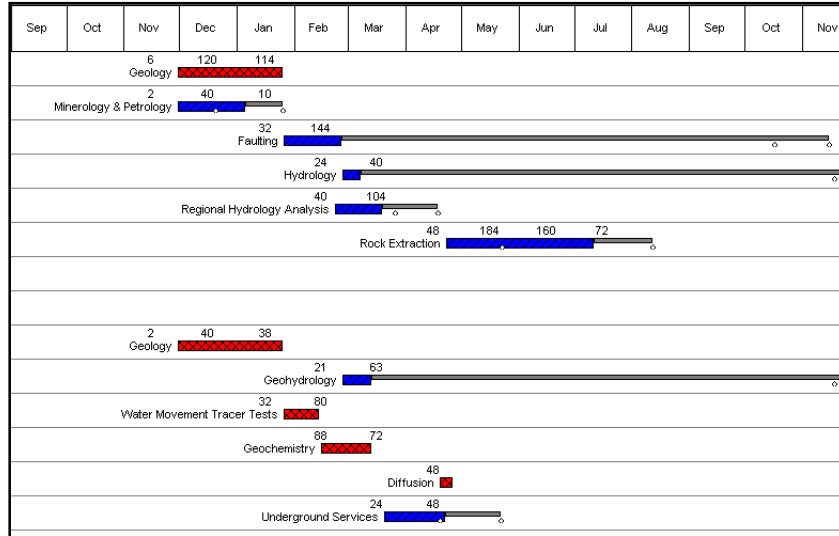 Sep Oct Nov Dec Jan Feb Mar Apr May Jun Jul Aug Sep Oct Nov
6 120 114
Geology
2 40 10
Minerology & Petrology
32 144
Faulting
24 40
Hydrology
40 104
Regional Hydrology Analysis
48 184 160 72
Rock Extraction
2 40 38
Geology
21 63
Geohydrology
32 80
Water Movement Tracer Tests
88 72
Geochemistry
48
Diffusion
24 48
Underground Services